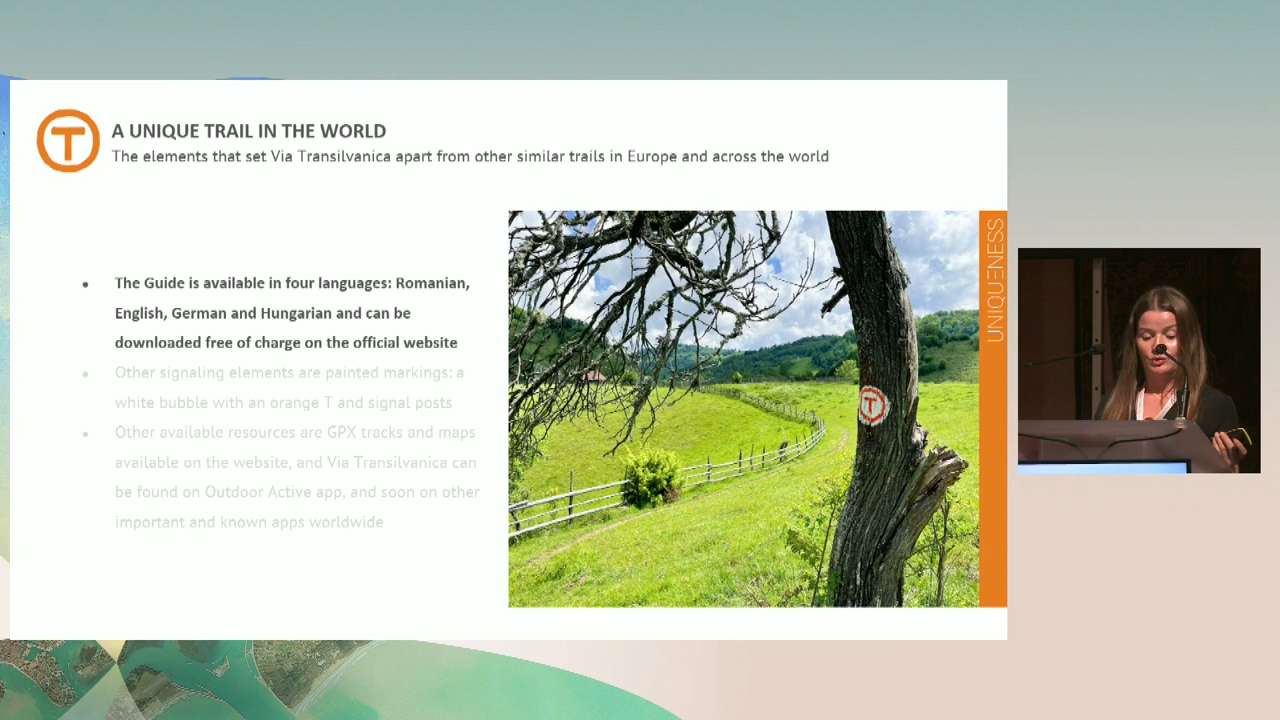 T
A UNIQUE TRAIL IN THE WORLD
The elements that set Via Transilvanica apart from other similar trails in Europe and across the world
• The Guide is available in four languages: Romanian,
English, German and Hungarian and can be
downloaded free of charge on the official website
• Other signaling elements are painted markings: a
white bubble with an orange T and signal posts
• Other available resources are GPX tracks and maps
available on the website, and Via Transilvanica can
be found on Outdoor Active app, and soon on other
important and known apps worldwide
T
UNIQUENESS